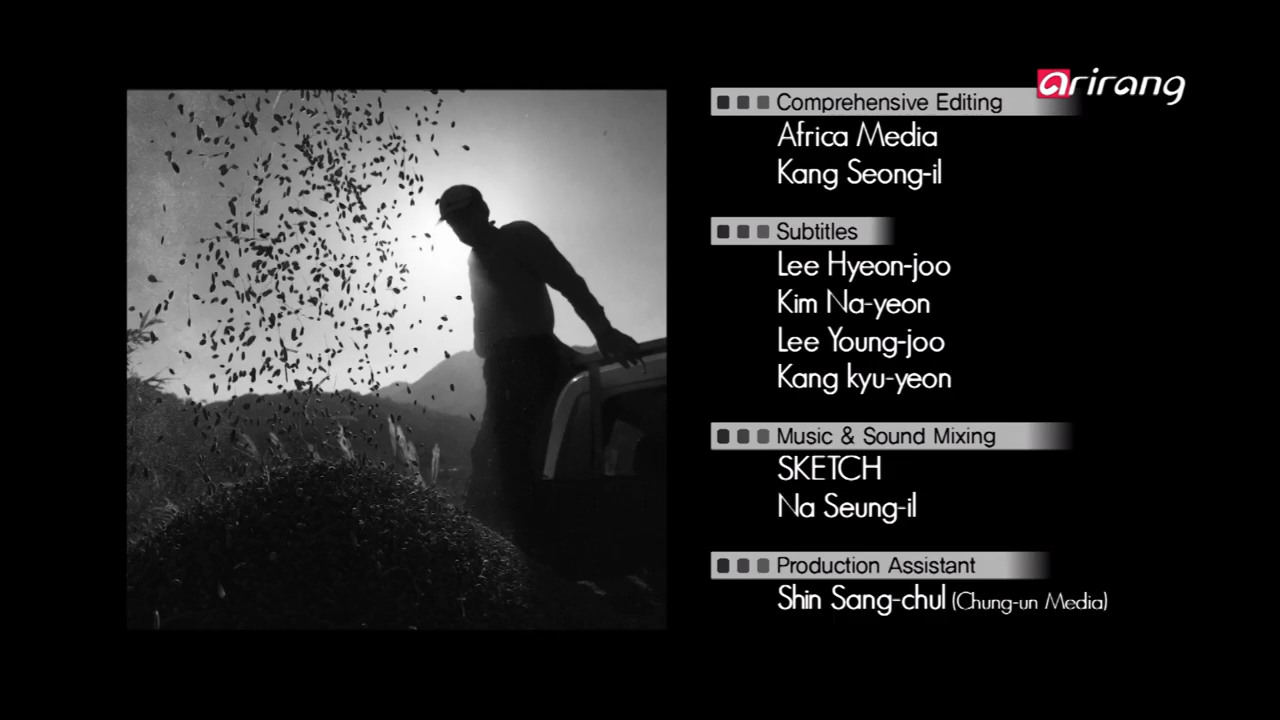 arirang
Comprehensive Editing
Africa Media
Kang Seong-il
Subtitles
Lee Hyeon-joo
Kim Na-yeon
Lee Young-joo
Kang kyu-yeon
Music & Sound Mixing
SKETCH
Na Seung-il
Production Assistant
Shin Sang-chul (Chung-un Media)